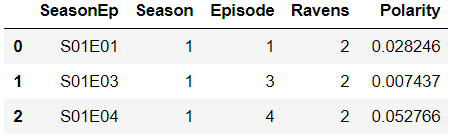 SeasonEp Season Episode Ravens Polarity
0 S01E01 1 1 2 0.028246
1 S01E03 1 3 2 0.007437
2 S01E04 1 4 2 0.052766